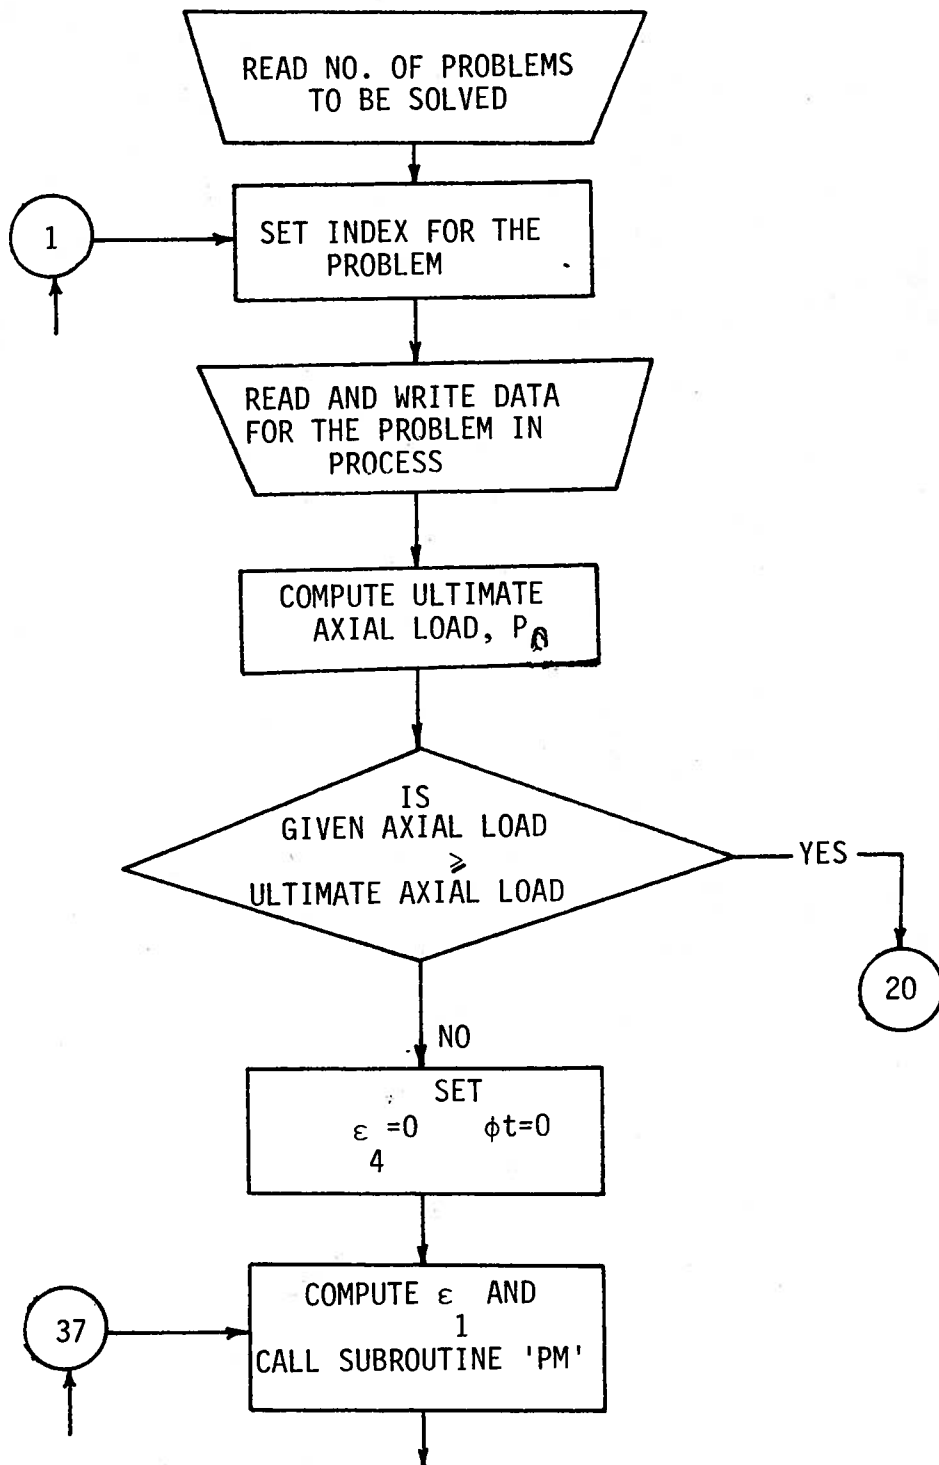 READ NO. OF PROBLEMS
TO BE SOLVED
1
SET INDEX FOR THE
PROBLEM
READ AND WRITE DATA
FOR THE PROBLEM IN
PROCESS
COMPUTE ULTIMATE
AXIAL LOAD, P
IS
GIVEN AXIAL LOAD
≥
ULTIMATE AXIAL LOAD
YES
20
NO
SET
ε₄=0 ϕt=0
37
COMPUTE ε₁ AND
CALL SUBROUTINE 'PM'